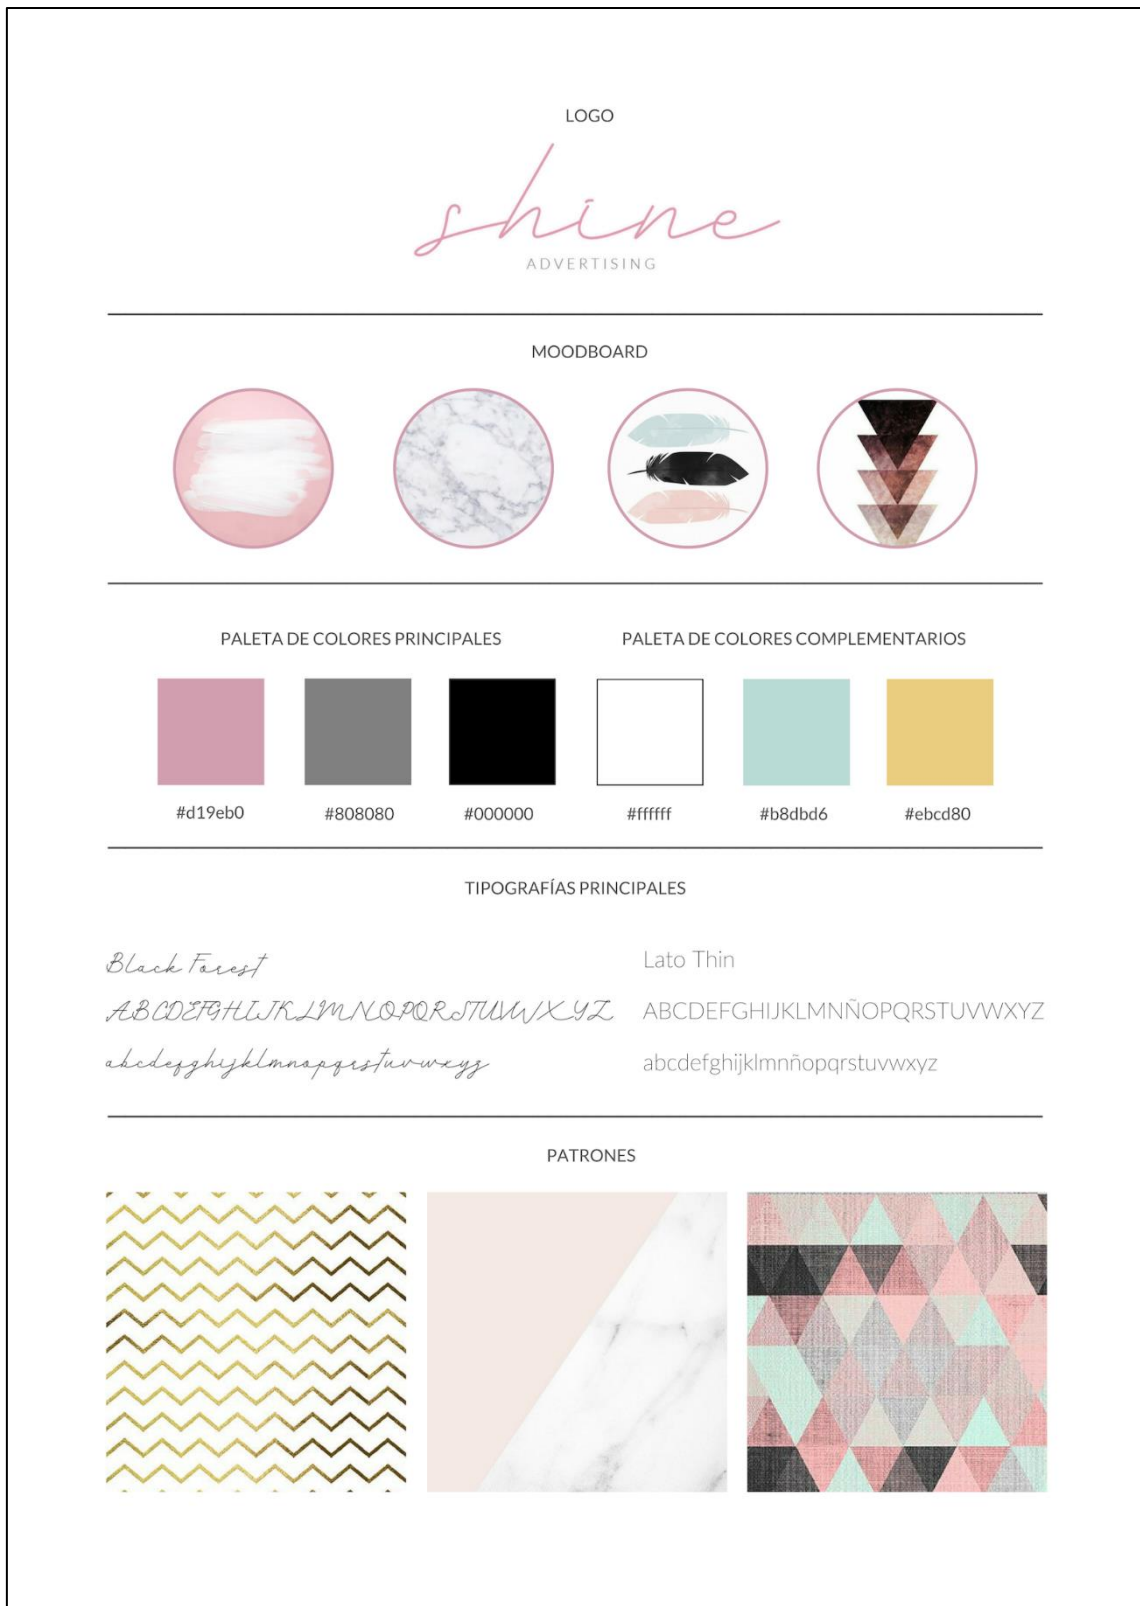 LOGO
shine
ADVERTISING
MOODBOARD
PALETA DE COLORES PRINCIPALES
PALETA DE COLORES COMPLEMENTARIOS
#d19eb0 #808080 #000000 #ffffff #b8dbd6 #ebcd80
TIPOGRAFÍAS PRINCIPALES
Black Forest
ABCDEFGHIJKLMNOPQRSTUVWXYZ
abcdefghijklmnopqrstuvwxyz
Lato Thin
ABCDEFGHIJKLMNÑOPQRSTUVWXYZ
abcdefghijklmnñopqrstuvwxyz
PATRONES